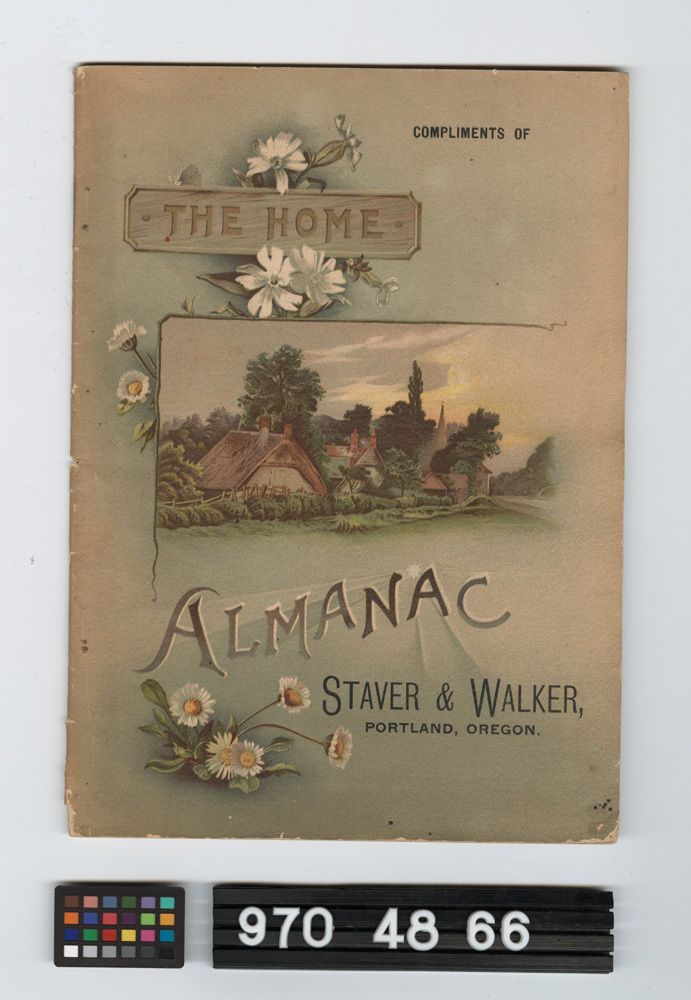 COMPLIMENTS OF
THE HOME
ALMANAC
STAVER & WALKER,
PORTLAND, OREGON.
970 48 66